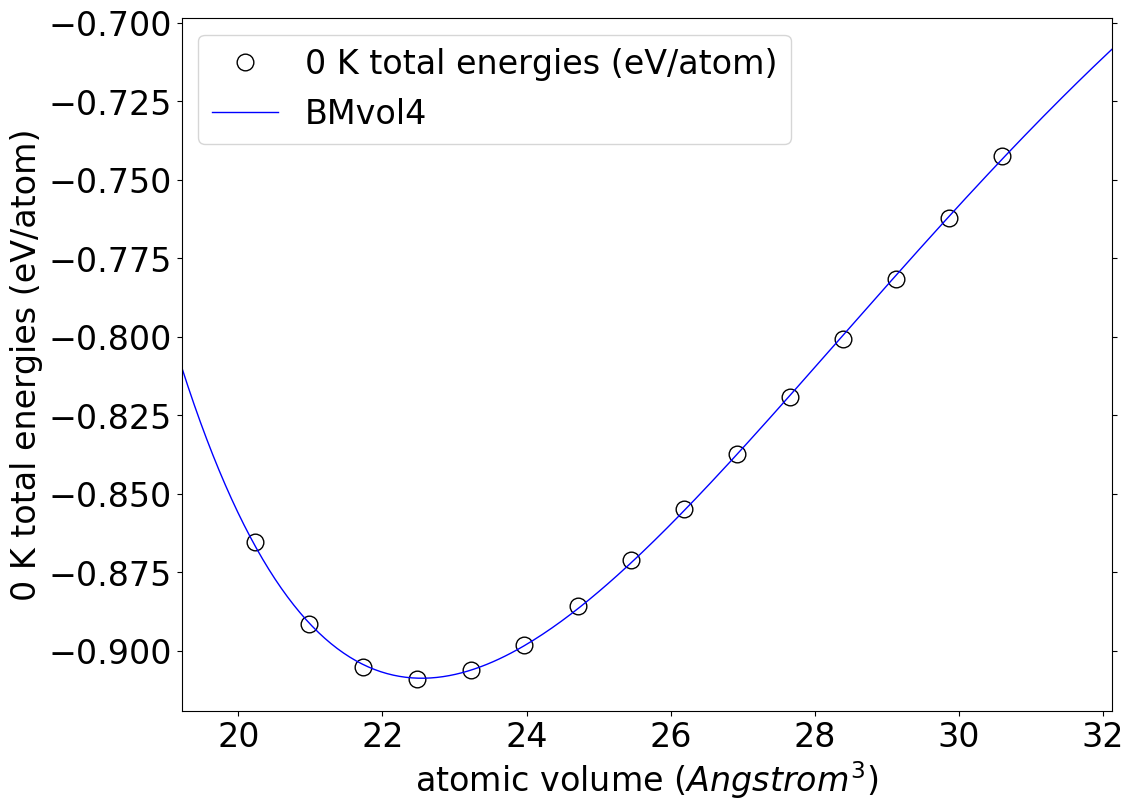 −0.700
−0.725
−0.750
−0.775
−0.800
−0.825
−0.850
−0.875
−0.900
0 K total energies (eV/atom)
0 K total energies (eV/atom)
BMvol4
20 22 24 26 28 30 32
atomic volume (Angstrom³)